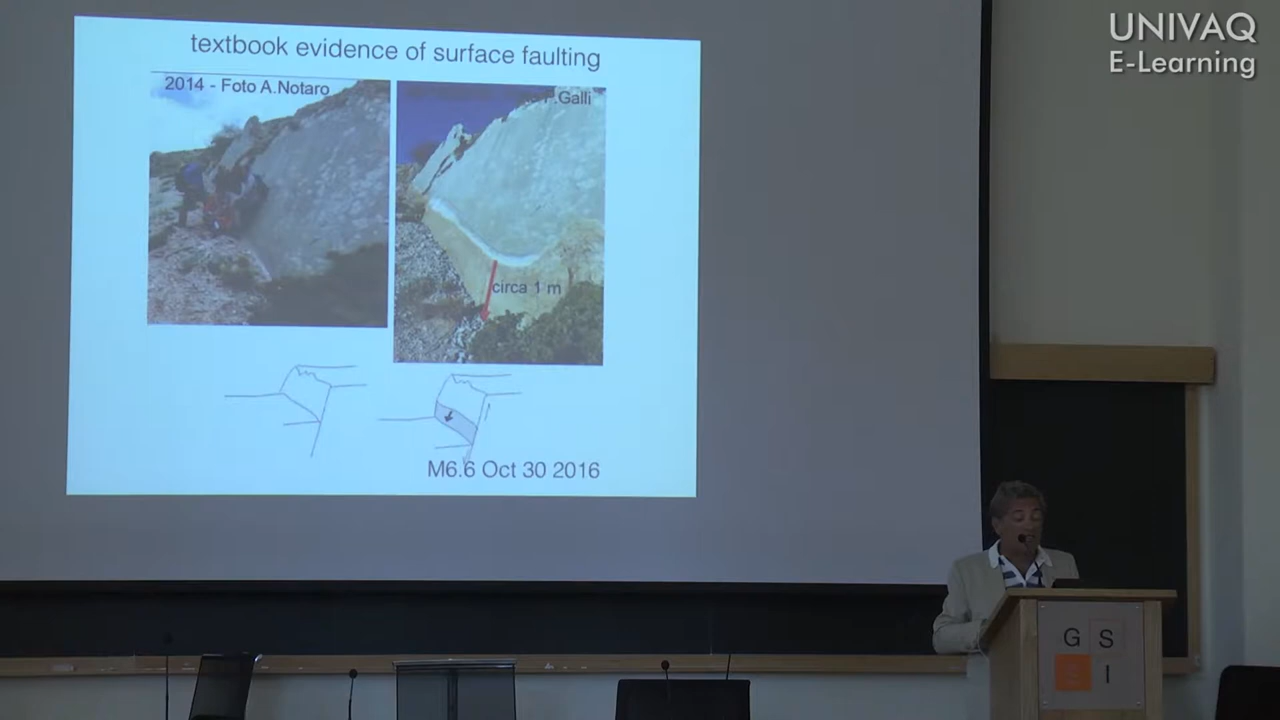 UNIVAQ
E-Learning
textbook evidence of surface faulting
2014 - Foto A.Notaro
P.Galli
circa 1 m
M6.6 Oct 30 2016
G S
I